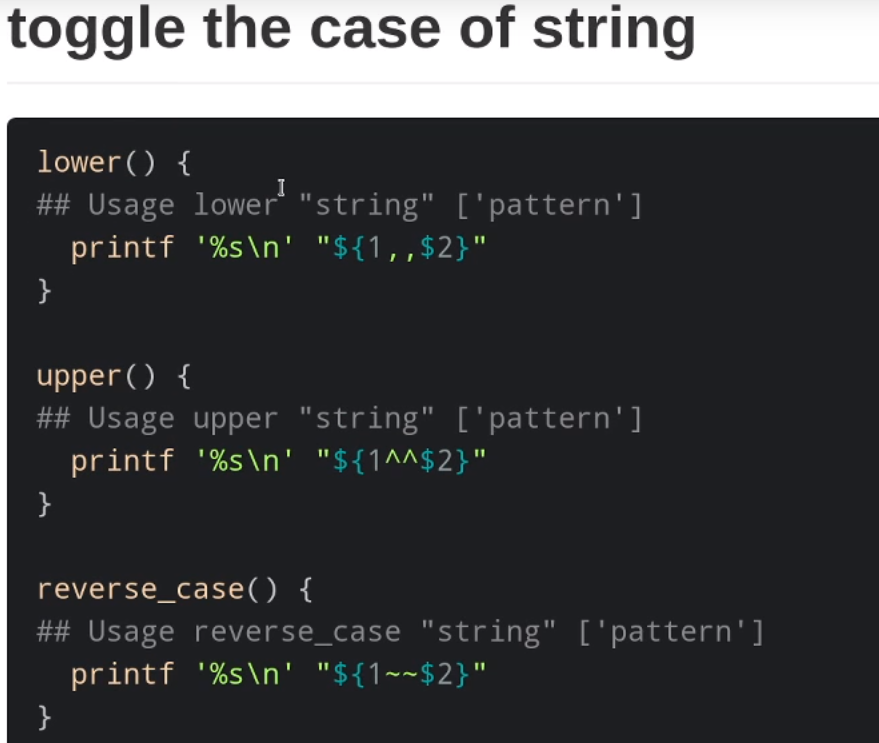 toggle the case of string
lower() {
## Usage lower "string" ['pattern']
  printf '%s\n' "${1,,$2}"
}
upper() {
## Usage upper "string" ['pattern']
  printf '%s\n' "${1^^$2}"
}
reverse_case() {
## Usage reverse_case "string" ['pattern']
  printf '%s\n' "${1~~$2}"
}